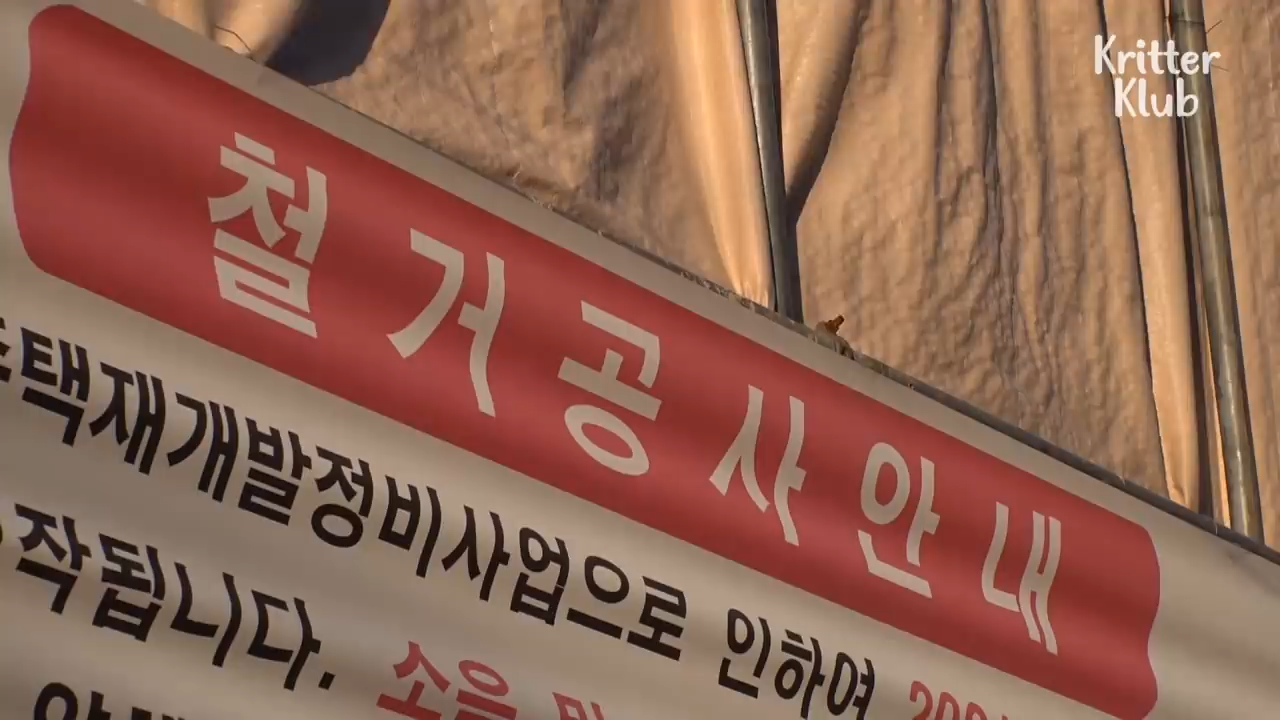 Kritter
Klub
철거공사안내
택재개발정비사업으로 인하여
작됩니다. 소음 및